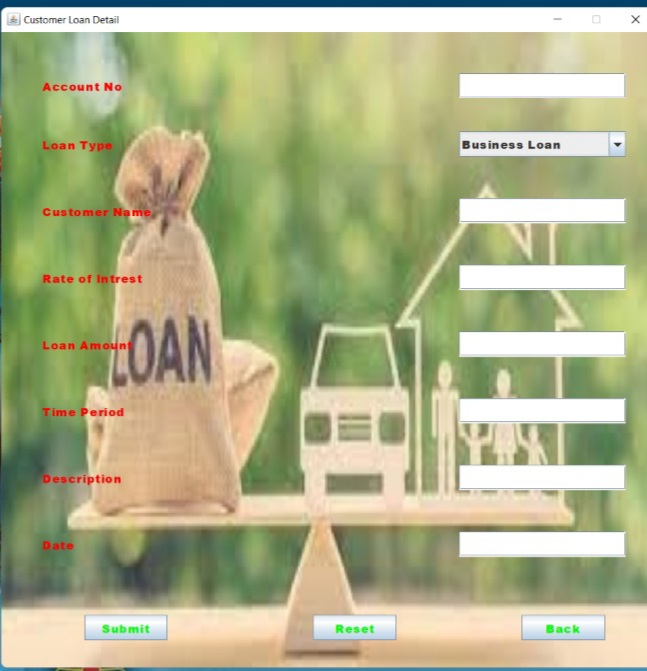 Customer Loan Detail
Account No
Loan Type Business Loan
Customer Name
Rate of Intrest
Loan Amount
LOAN
Time Period
Description
Date
Submit Reset Back